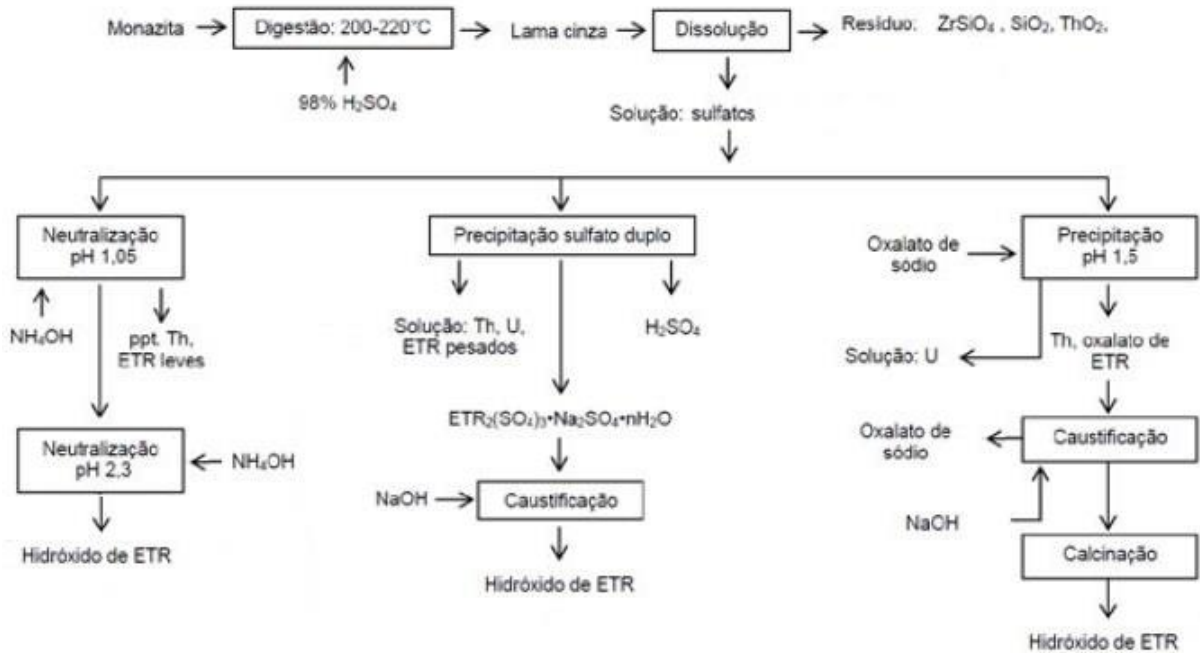 Monazita
Digestão: 200-220°C
Lama cinza
Dissolução
Resíduo: ZrSiO₄ , SiO₂, ThO₂,
98% H₂SO₄
Solução: sulfatos
Neutralização
pH 1,05
NH₄OH
ppt. Th,
ETR leves
Neutralização
pH 2,3
NH₄OH
Hidróxido de ETR
Precipitação sulfato duplo
Solução: Th, U,
ETR pesados
H₂SO₄
ETR₂(SO₄)₃•Na₂SO₄•nH₂O
NaOH
Caustificação
Hidróxido de ETR
Oxalato de
sódio
Precipitação
pH 1,5
Solução: U
Th, oxalato de
ETR
Oxalato de
sódio
Caustificação
NaOH
Calcinação
Hidróxido de ETR